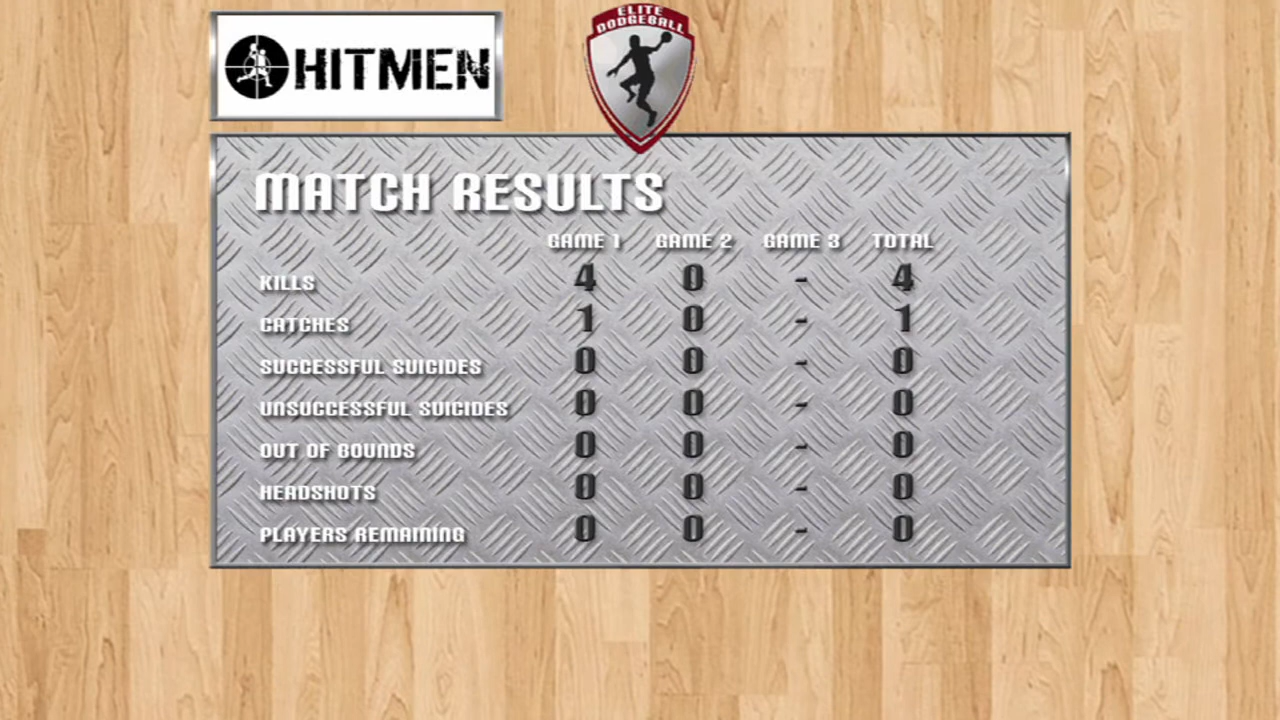 HITMEN
ELITE
DODGEBALL
MATCH RESULTS
GAME 1 GAME 2 GAME 3 TOTAL
KILLS 4 0 - 4
CATCHES 1 0 - 1
SUCCESSFUL SUICIDES 0 0 - 0
UNSUCCESSFUL SUICIDES 0 0 - 0
OUT OF BOUNDS 0 0 - 0
HEADSHOTS 0 0 - 0
PLAYERS REMAINING 0 0 - 0